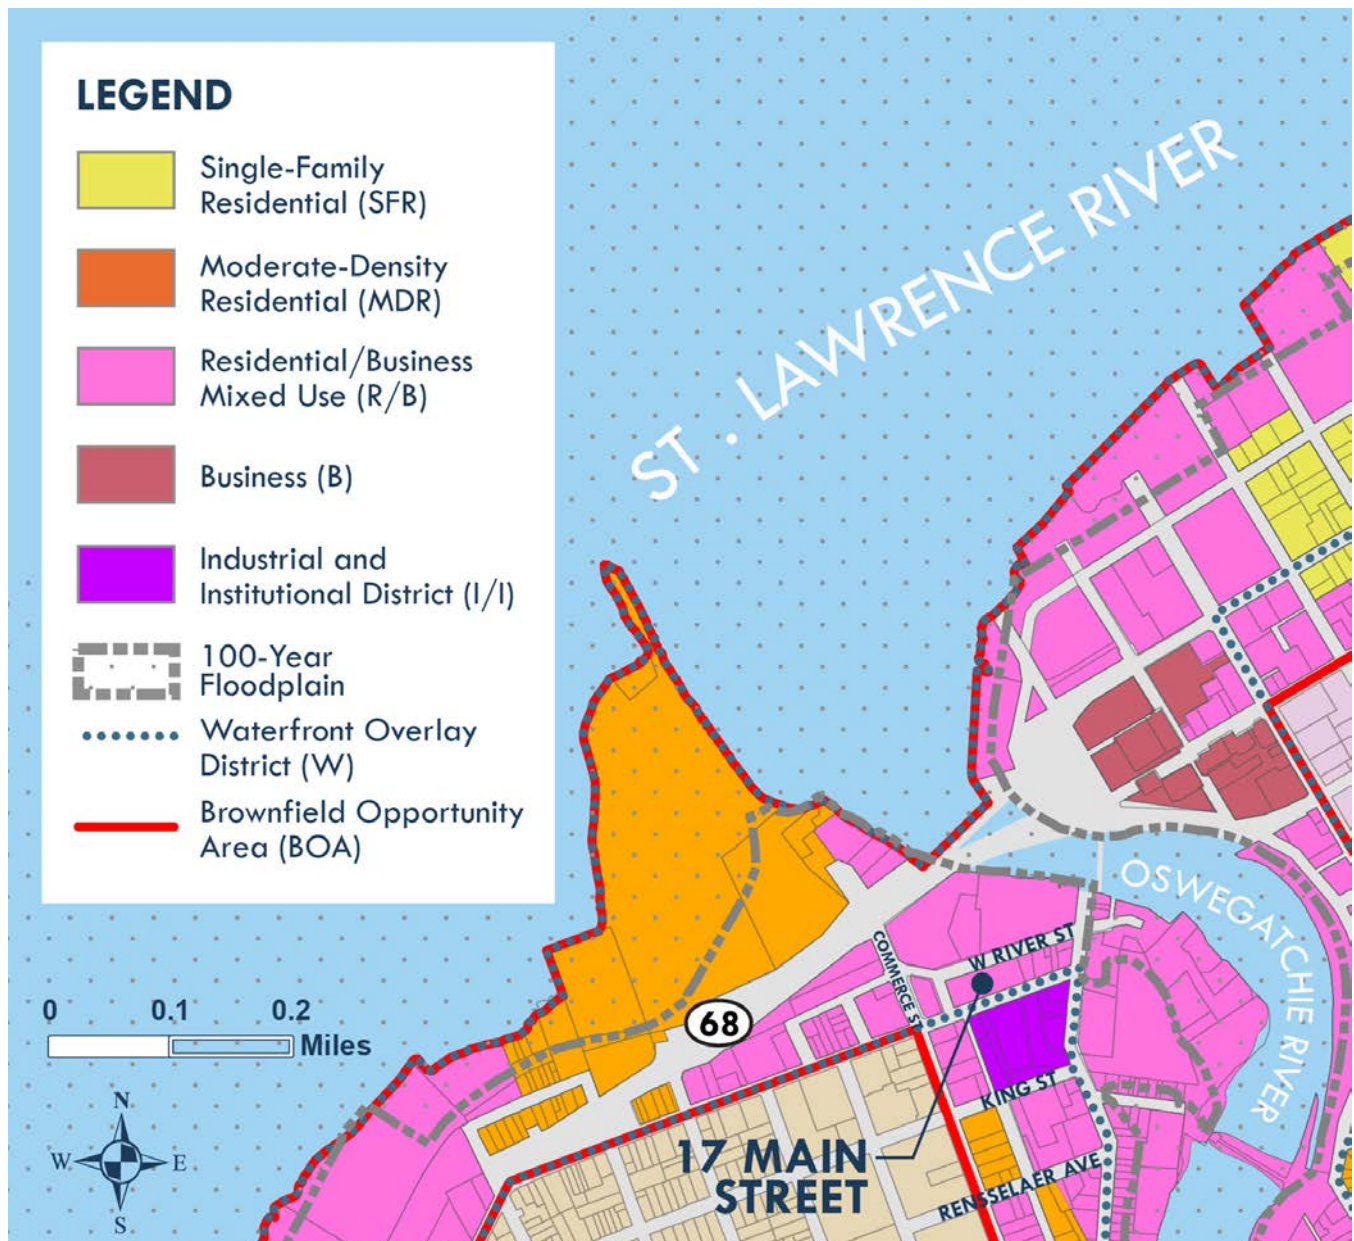 LEGEND
Single-Family
Residential (SFR)
Moderate-Density
Residential (MDR)
Residential/Business
Mixed Use (R/B)
Business (B)
Industrial and
Institutional District (I/I)
100-Year
Floodplain
Waterfront Overlay
District (W)
Brownfield Opportunity
Area (BOA)
ST. LAWRENCE RIVER
OSWEGATCHIE RIVER
W RIVER ST
COMMERCE ST
68
KING ST
17 MAIN
STREET
RENSSELAER AVE
0 0.1 0.2
Miles
N
W E
S